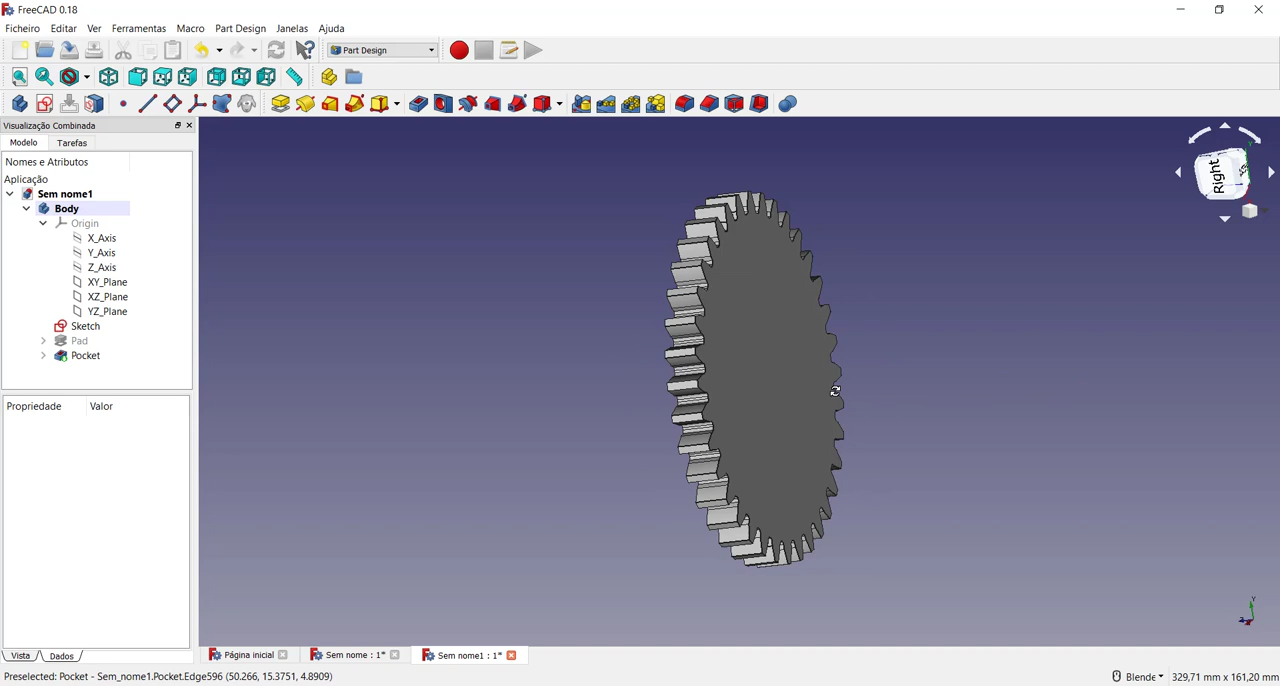 FreeCAD 0.18
Ficheiro Editar Ver Ferramentas Macro Part Design Janelas Ajuda
Part Design
Visualização Combinada
Modelo Tarefas
Nomes e Atributos
Aplicação
Sem nome1
Body
Origin
X_Axis
Y_Axis
Z_Axis
XY_Plane
XZ_Plane
YZ_Plane
Sketch
Pad
Pocket
Propriedade Valor
Right
Y
Y
Z
Vista Dados
Página inicial Sem nome : 1* Sem nome1 : 1*
Preselected: Pocket - Sem_nome1.Pocket.Edge596 (50.266, 15.3751, 4.8909)
Blende 329,71 mm x 161,20 mm